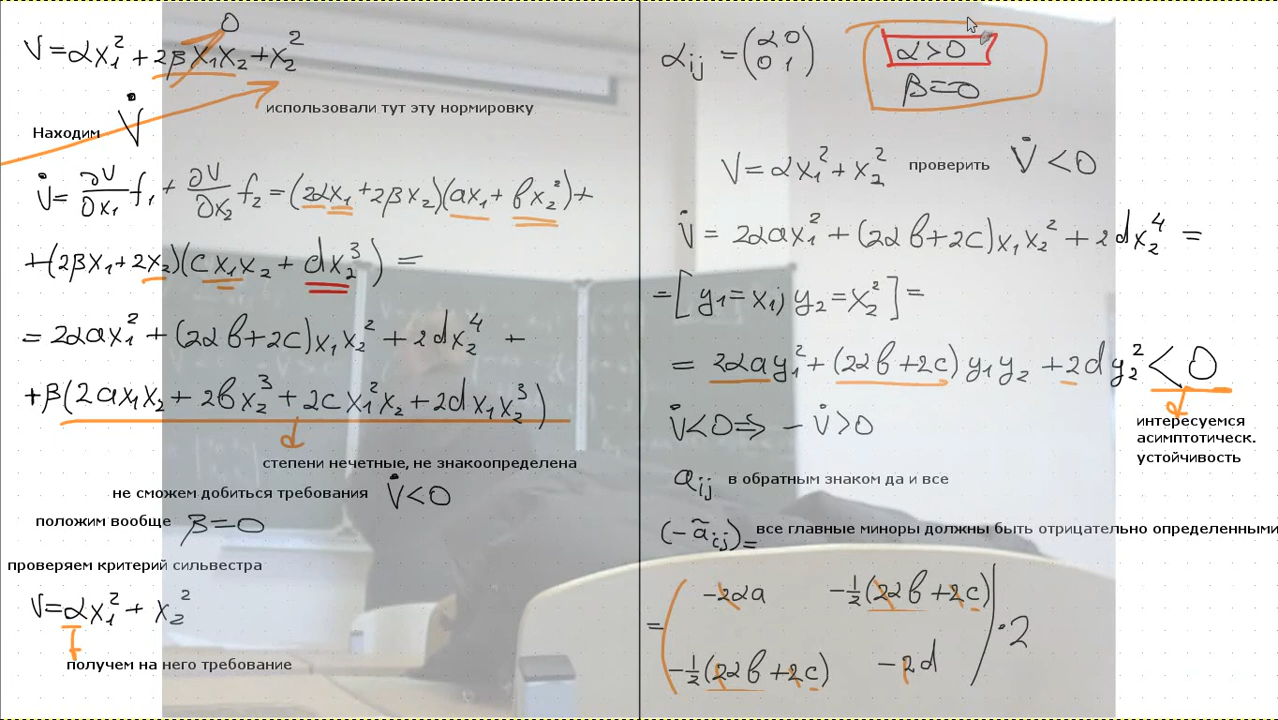 0
V=αx₁²+2βx₁x₂+x₂²
использовали тут эту нормировку
Находим V̇
V̇=∂V/∂x₁ f₁+∂V/∂x₂ f₂=(2αx₁+2βx₂)(ax₁+bx₂²)+
+(2βx₁+2x₂)(cx₁x₂+dx₂³)=
=2αax₁²+(2αb+2c)x₁x₂²+2dx₂⁴+
+β(2ax₁x₂+2bx₂³+2cx₁²x₂+2dx₁x₂³)
степени нечетные, не знакоопределена
не сможем добиться требования V̇<0
положим вообще β=0
проверяем критерий сильвестра
V=αx₁²+x₂²
получем на него требование
αij=(α 0
0 1)
α>0
β=0
V=αx₁²+x₂² проверить V̇<0
V̇=2αax₁²+(2αb+2c)x₁x₂²+2dx₂⁴=
=[y₁=x₁; y₂=x₂²]=
=2αay₁²+(2αb+2c)y₁y₂+2dy₂²<0
интересуемся
асимптотическ.
устойчивость
V̇<0⇒-V̇>0
aij в обратным знаком да и все
(-ãij)= все главные миноры должны быть отрицательно определенными
=(-2αa -½(2αb+2c)
-½(2αb+2c) -2d)·2